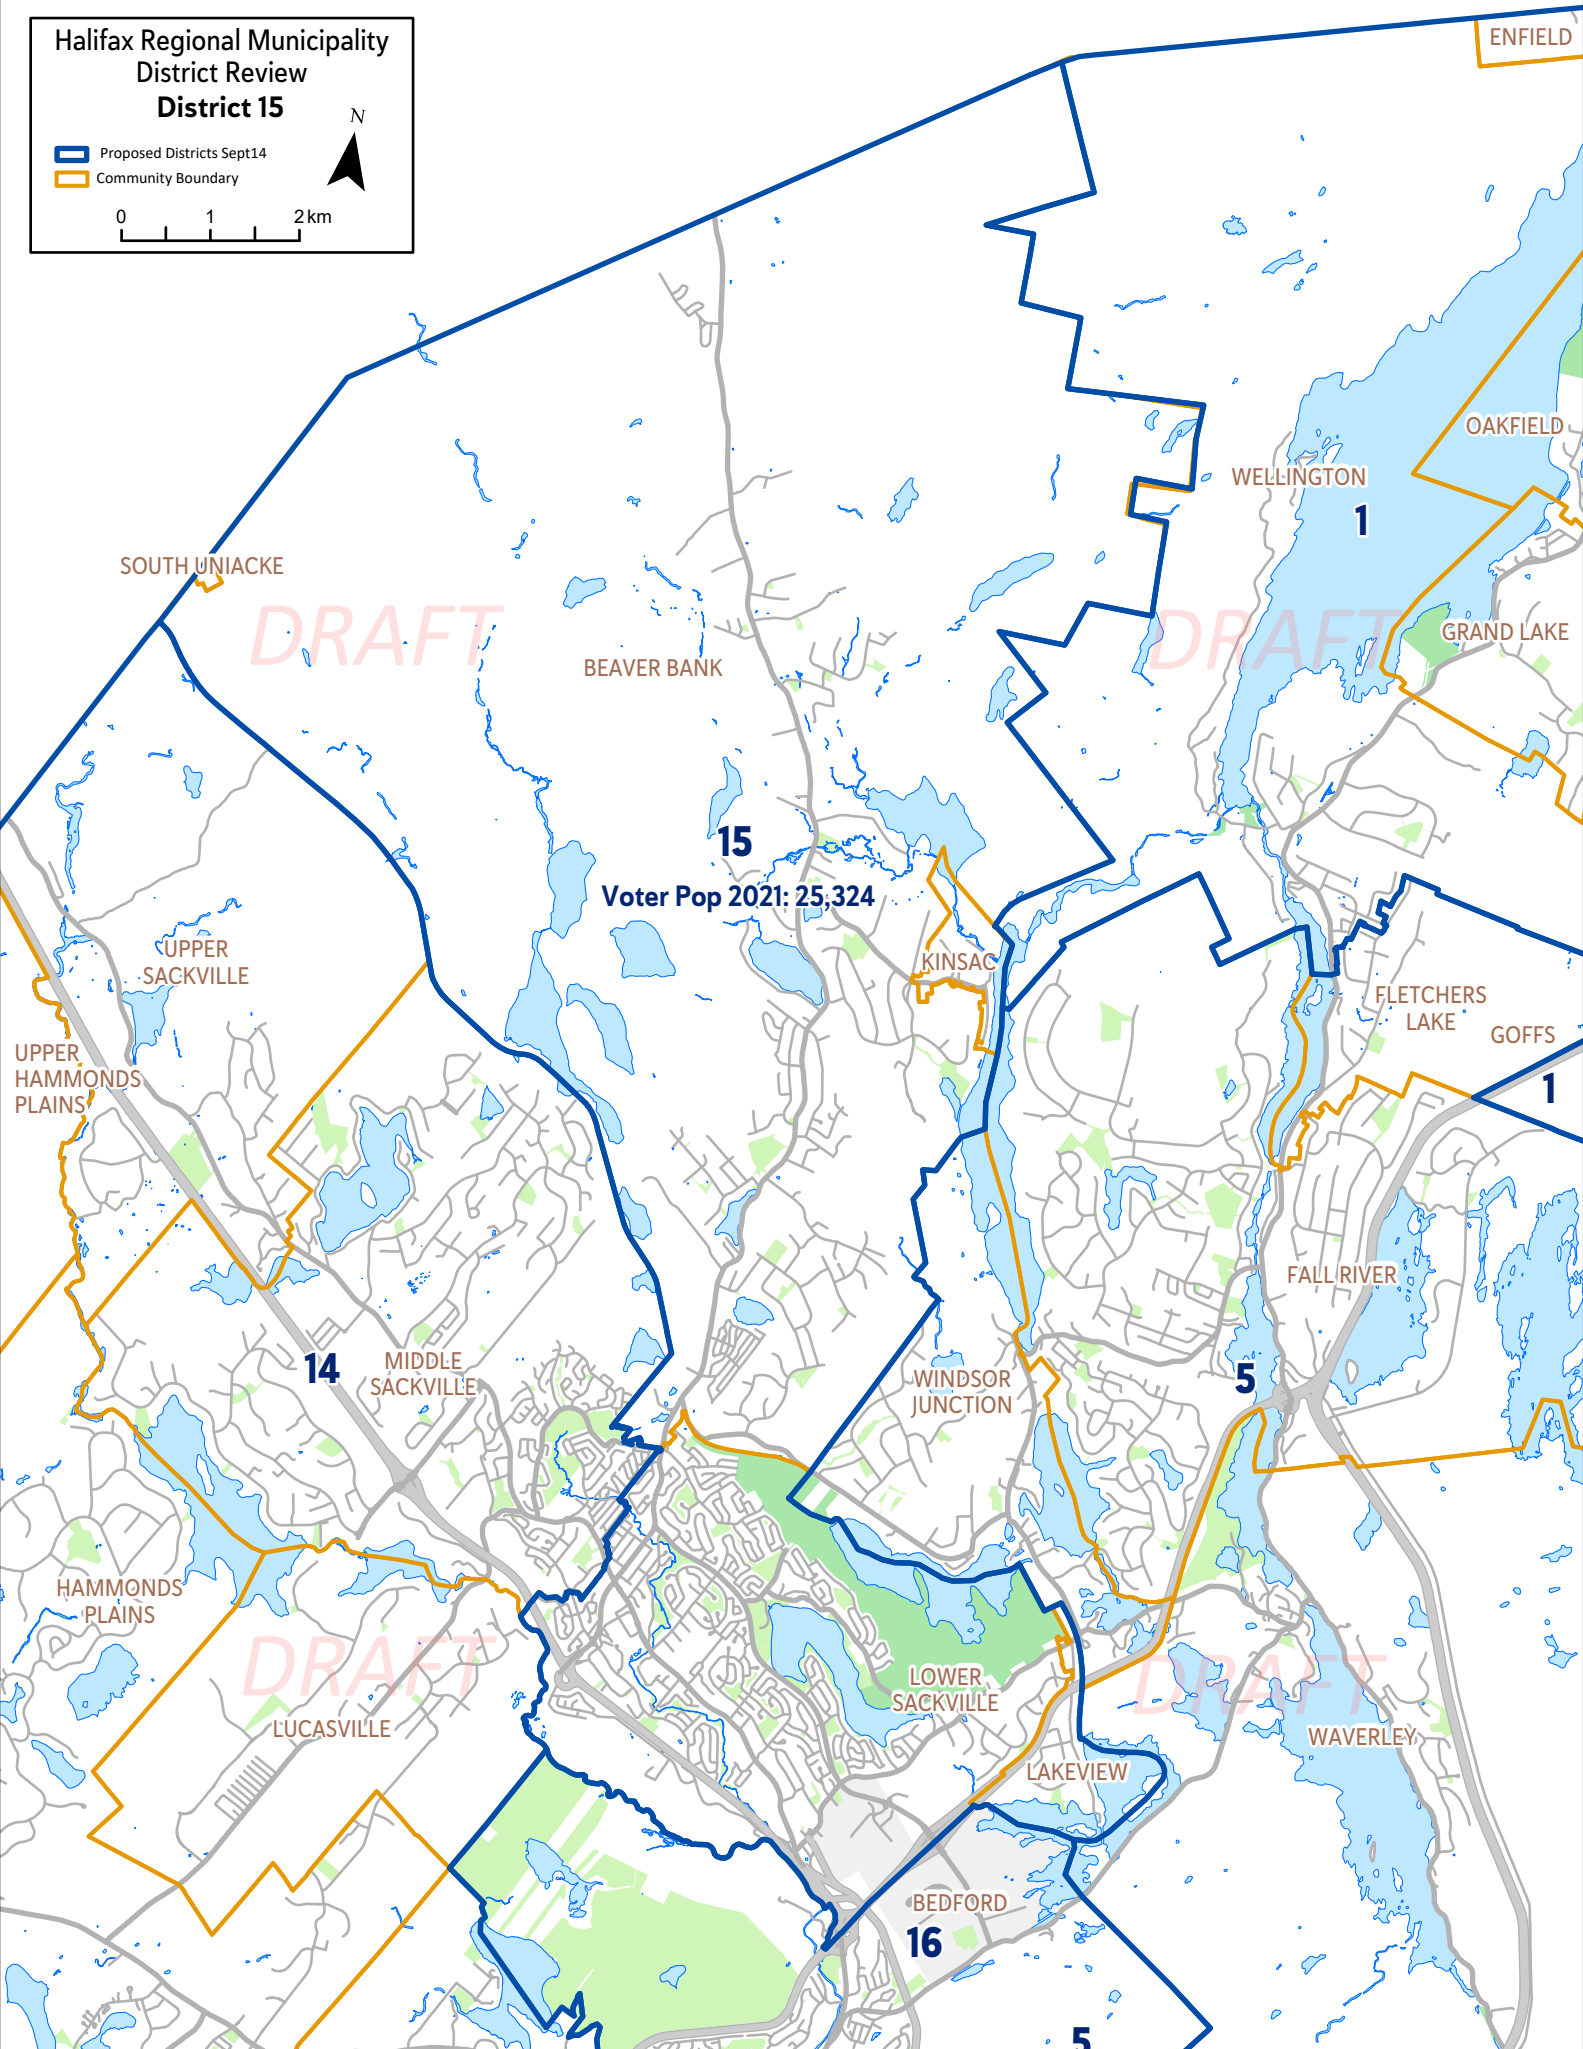 Halifax Regional Municipality
District Review
District 15
N
Proposed Districts Sept14
Community Boundary
0 1 2 km
ENFIELD
OAKFIELD
WELLINGTON
1
SOUTH UNIACKE
DRAFT
DRAFT
GRAND LAKE
BEAVER BANK
15
Voter Pop 2021: 25,324
UPPER
SACKVILLE
KINSAC
FLETCHERS
LAKE
GOFFS
UPPER
HAMMONDS
PLAINS
1
FALL RIVER
14
MIDDLE
SACKVILLE
WINDSOR
JUNCTION
5
HAMMONDS
PLAINS
DRAFT
DRAFT
LOWER
SACKVILLE
LUCASVILLE
WAVERLEY
LAKEVIEW
BEDFORD
16
5